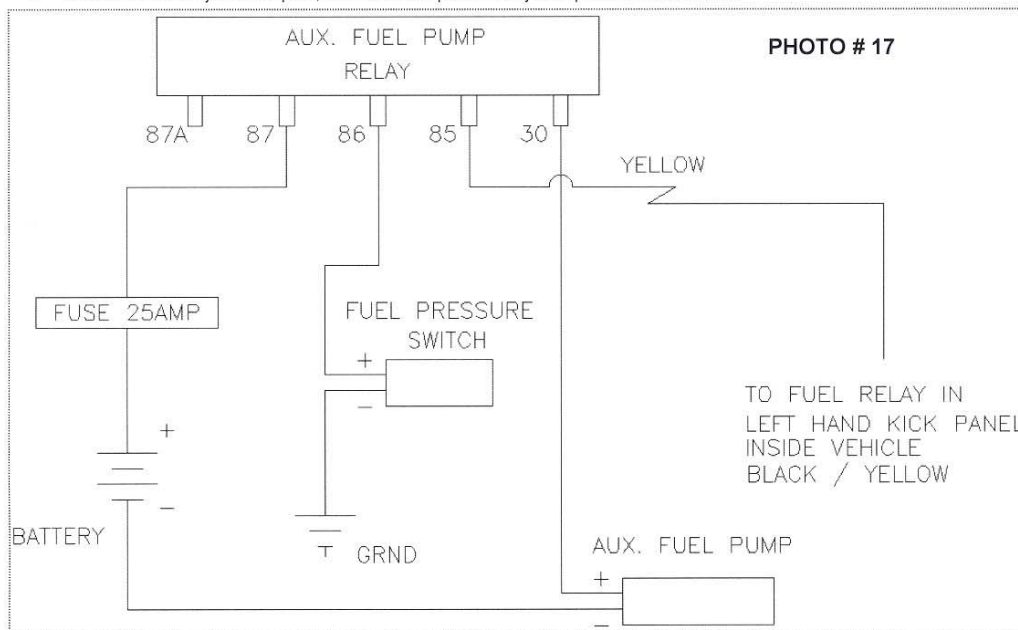 PHOTO # 17
AUX. FUEL PUMP
RELAY
87A 87 86 85 30
YELLOW
FUSE 25AMP
FUEL PRESSURE
SWITCH
+
−
+
−
BATTERY
GRND
TO FUEL RELAY IN
LEFT HAND KICK PANEL
INSIDE VEHICLE
BLACK / YELLOW
AUX. FUEL PUMP
+
−